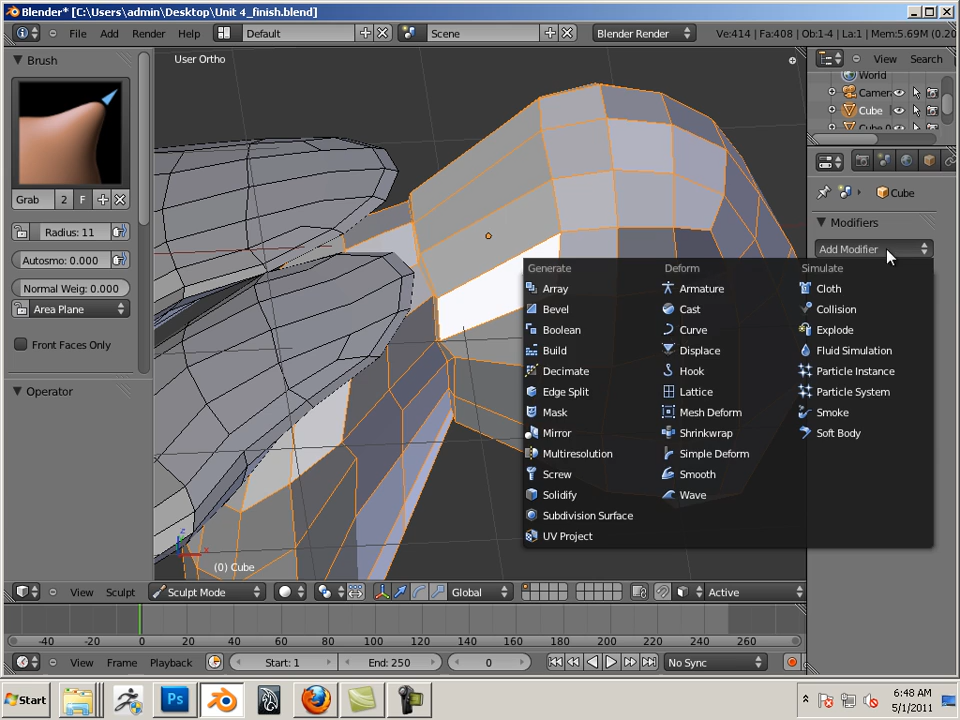 Blender* [C:\Users\admin\Desktop\Unit 4_finish.blend]
File Add Render Help Default Scene Blender Render Ve:414 | Fa:408 | Ob:1-4 | La:1 | Mem:5.69M (0.20
Brush
User Ortho
View Search
World
Camer
Cube
Grab 2 F
Radius: 11
Autosmo: 0.000
Normal Weig: 0.000
Area Plane
Front Faces Only
Operator
Cube
Modifiers
Add Modifier
Generate
Array
Bevel
Boolean
Build
Decimate
Edge Split
Mask
Mirror
Multiresolution
Screw
Solidify
Subdivision Surface
UV Project
Deform
Armature
Cast
Curve
Displace
Hook
Lattice
Mesh Deform
Shrinkwrap
Simple Deform
Smooth
Wave
Simulate
Cloth
Collision
Explode
Fluid Simulation
Particle Instance
Particle System
Smoke
Soft Body
z
x
(0) Cube
View Sculpt Sculpt Mode Global Active
-40 -20 0 20 40 60 80 100 120 140 160 180 200 220 240 260
View Frame Playback Start: 1 End: 250 0 No Sync
Start Ps 6:48 AM
5/1/2011